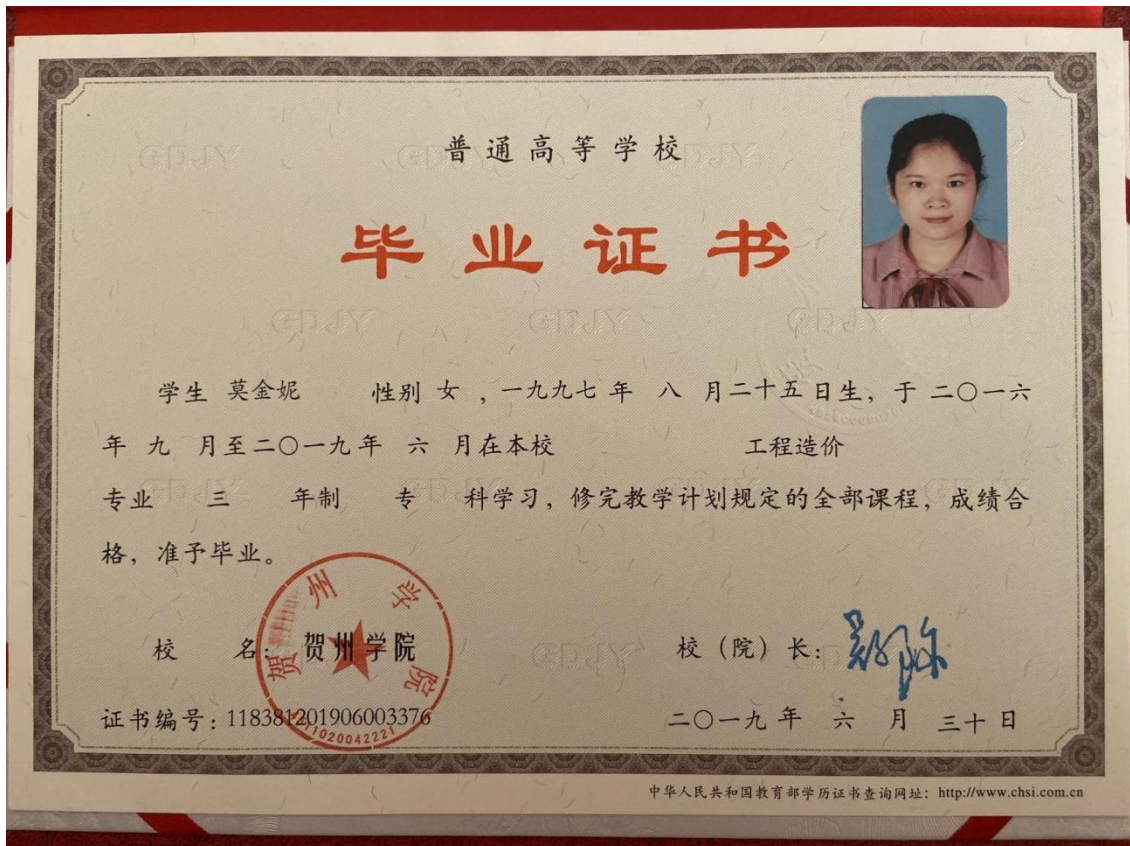 普通高等学校
毕业证书
学生 莫金妮 性别 女 ，一九九七 年 八 月二十五日生，于 二〇一六
年 九 月至二〇一九年 六 月在本校 工程造价
专业 三 年制 专 科学习，修完教学计划规定的全部课程，成绩合
格，准予毕业。
校 名：贺州学院
校（院）长：
贺州学院
证书编号：118381201906003376
二〇一九 年 六 月 三十 日
中华人民共和国教育部学历证书查询网址：http://www.chsi.com.cn